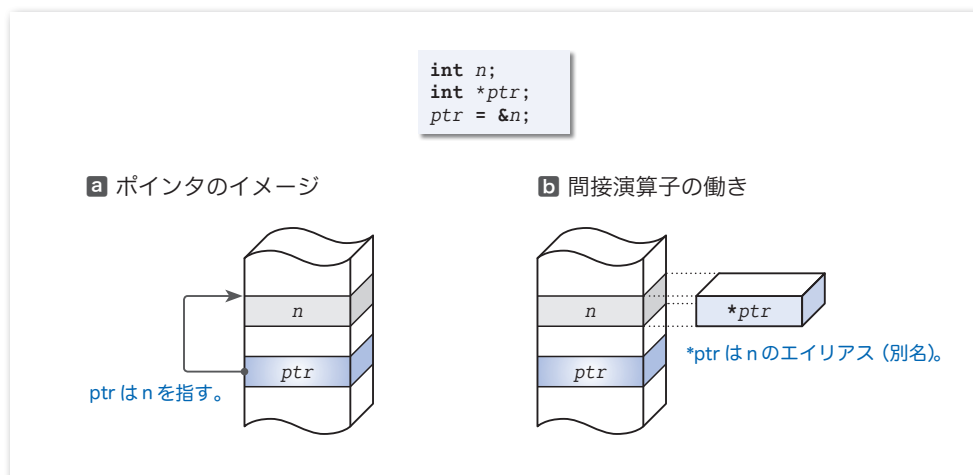 int n;
int *ptr;
ptr = &n;
a ポインタのイメージ
b 間接演算子の働き
n
ptr
ptr は n を指す。
n
*ptr
ptr
*ptr は n のエイリアス（別名）。